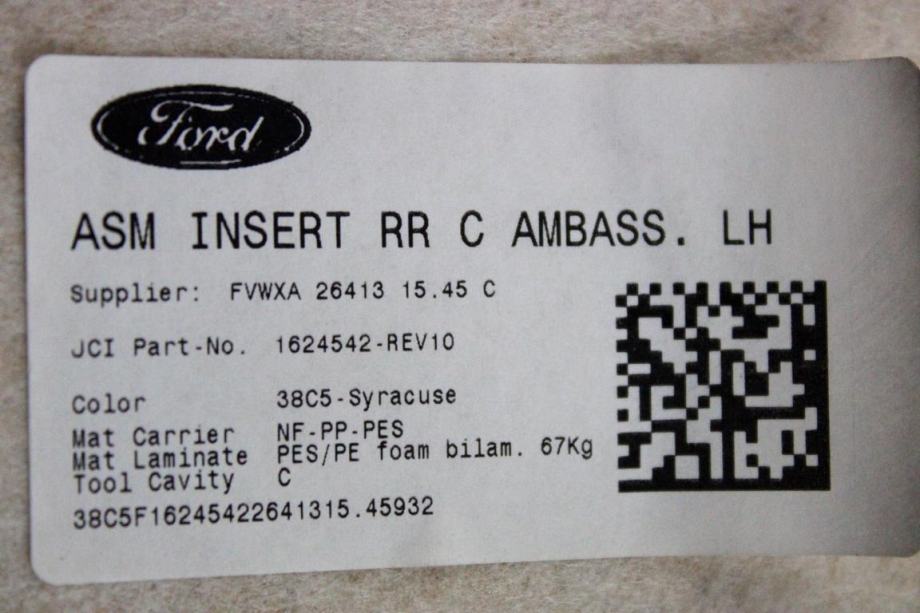 Ford
ASM INSERT RR C AMBASS. LH
Supplier: FVWXA 26413 15.45 C
JCI Part-No. 1624542-REV10
Color 38C5-Syracuse
Mat Carrier NF-PP-PES
Mat Laminate PES/PE foam bilam. 67Kg
Tool Cavity C
38C5F16245422641315.45932